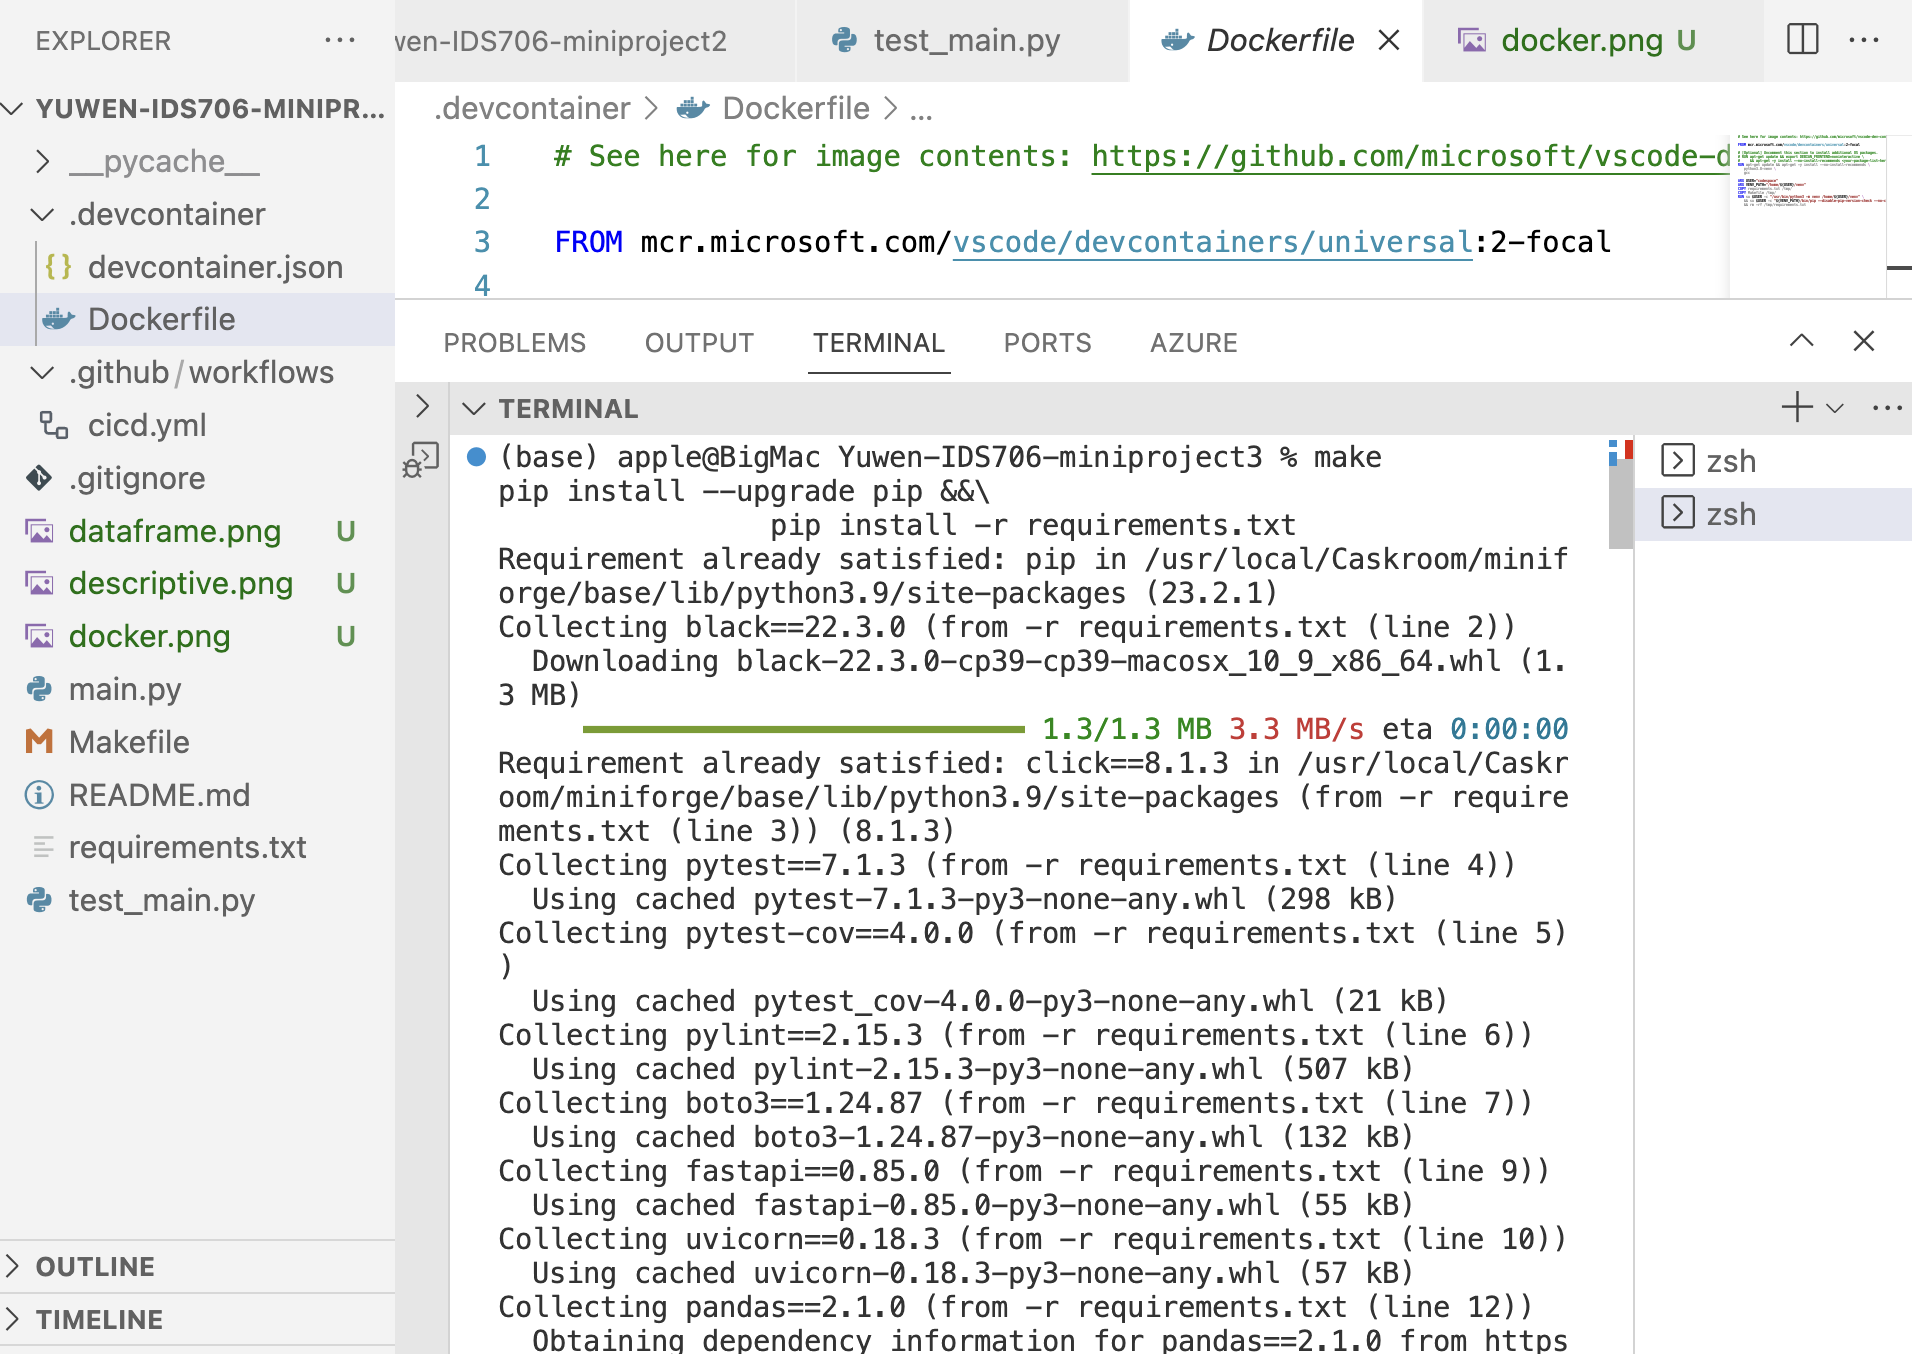 EXPLORER
YUWEN-IDS706-MINIPR...
__pycache__
.devcontainer
devcontainer.json
Dockerfile
.github/workflows
cicd.yml
.gitignore
dataframe.png U
descriptive.png U
docker.png U
main.py
Makefile
README.md
requirements.txt
test_main.py
OUTLINE
TIMELINE
wen-IDS706-miniproject2
test_main.py
Dockerfile
docker.png U
.devcontainer > Dockerfile > ...
1 # See here for image contents: https://github.com/microsoft/vscode-d
2
3 FROM mcr.microsoft.com/vscode/devcontainers/universal:2-focal
4
PROBLEMS OUTPUT TERMINAL PORTS AZURE
TERMINAL
(base) apple@BigMac Yuwen-IDS706-miniproject3 % make
pip install --upgrade pip &&\
pip install -r requirements.txt
Requirement already satisfied: pip in /usr/local/Caskroom/minif
orge/base/lib/python3.9/site-packages (23.2.1)
Collecting black==22.3.0 (from -r requirements.txt (line 2))
Downloading black-22.3.0-cp39-cp39-macosx_10_9_x86_64.whl (1.
3 MB)
1.3/1.3 MB 3.3 MB/s eta 0:00:00
Requirement already satisfied: click==8.1.3 in /usr/local/Caskr
oom/miniforge/base/lib/python3.9/site-packages (from -r require
ments.txt (line 3)) (8.1.3)
Collecting pytest==7.1.3 (from -r requirements.txt (line 4))
Using cached pytest-7.1.3-py3-none-any.whl (298 kB)
Collecting pytest-cov==4.0.0 (from -r requirements.txt (line 5)
)
Using cached pytest_cov-4.0.0-py3-none-any.whl (21 kB)
Collecting pylint==2.15.3 (from -r requirements.txt (line 6))
Using cached pylint-2.15.3-py3-none-any.whl (507 kB)
Collecting boto3==1.24.87 (from -r requirements.txt (line 7))
Using cached boto3-1.24.87-py3-none-any.whl (132 kB)
Collecting fastapi==0.85.0 (from -r requirements.txt (line 9))
Using cached fastapi-0.85.0-py3-none-any.whl (55 kB)
Collecting uvicorn==0.18.3 (from -r requirements.txt (line 10))
Using cached uvicorn-0.18.3-py3-none-any.whl (57 kB)
Collecting pandas==2.1.0 (from -r requirements.txt (line 12))
Obtaining dependency information for pandas==2.1.0 from https
zsh
zsh